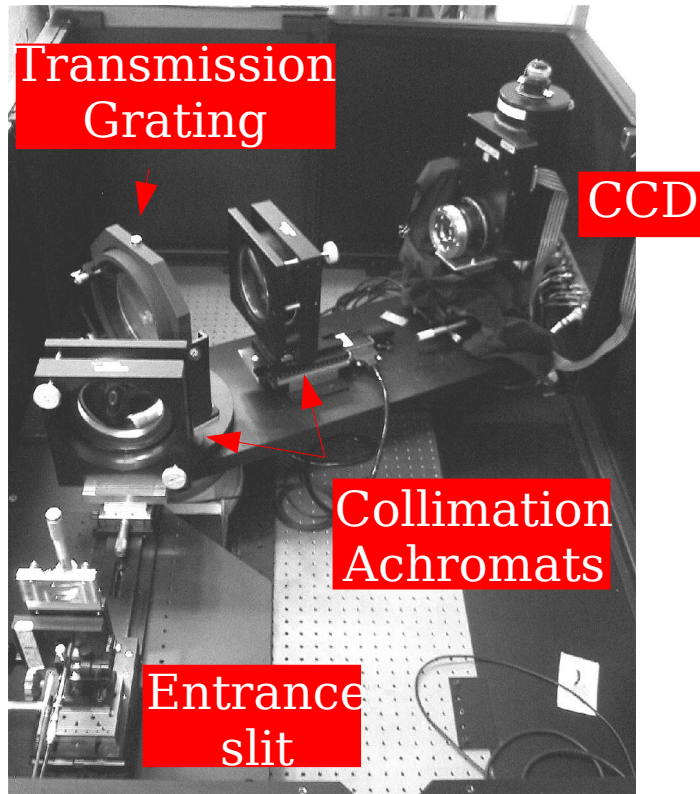 Transmission
Grating
CCD
Collimation
Achromats
Entrance
slit